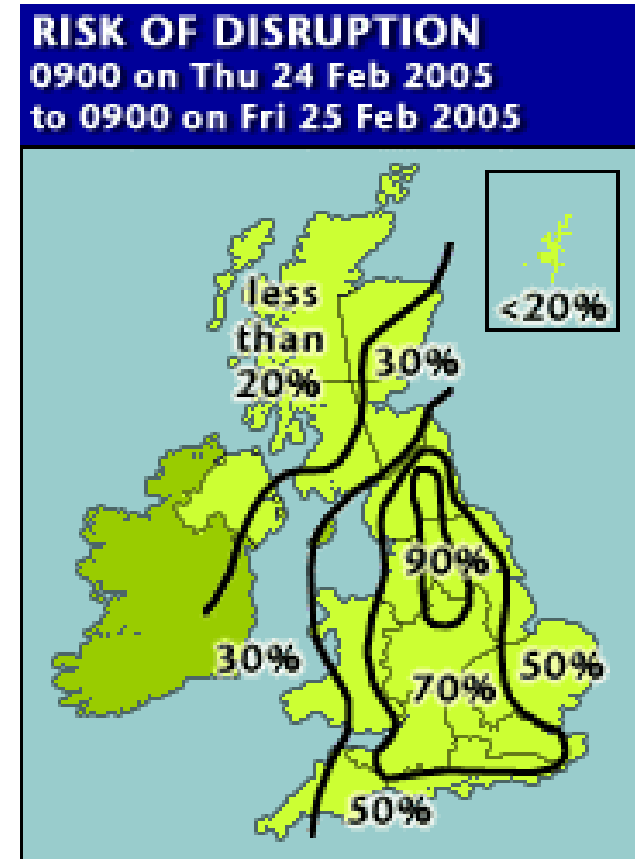 RISK OF DISRUPTION
0900 on Thu 24 Feb 2005
to 0900 on Fri 25 Feb 2005
less
than
20%
<20%
30%
90%
30%
70%
50%
50%